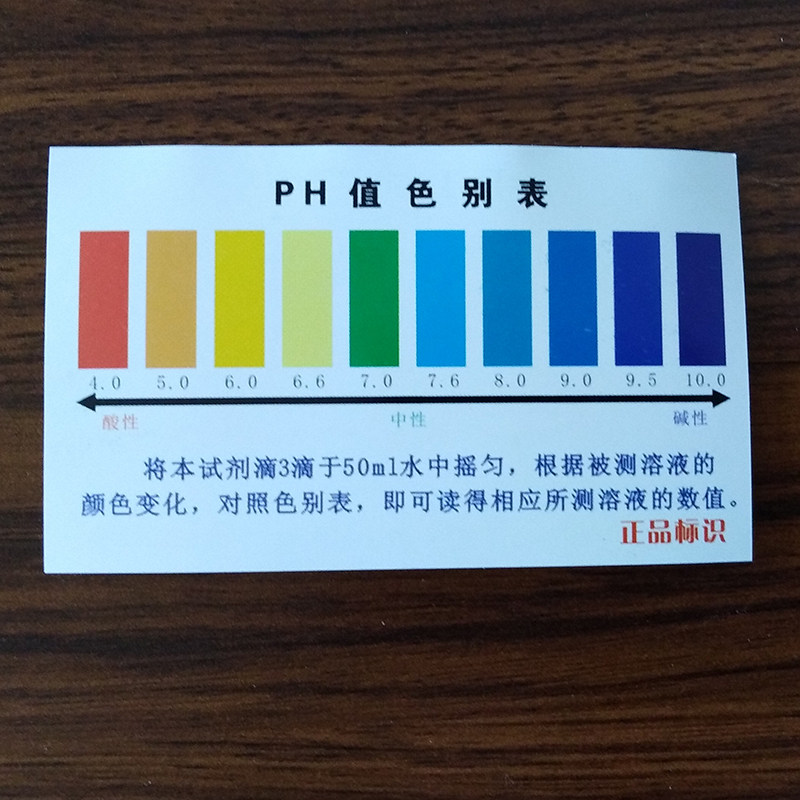 PH 值 色 别 表
4.0 5.0 6.0 6.6 7.0 7.6 8.0 9.0 9.5 10.0
酸性 中性 碱性
将本试剂滴3滴于50ml水中摇匀，根据被测溶液的
颜色变化，对照色别表，即可读得相应所测溶液的数值。
正品标识